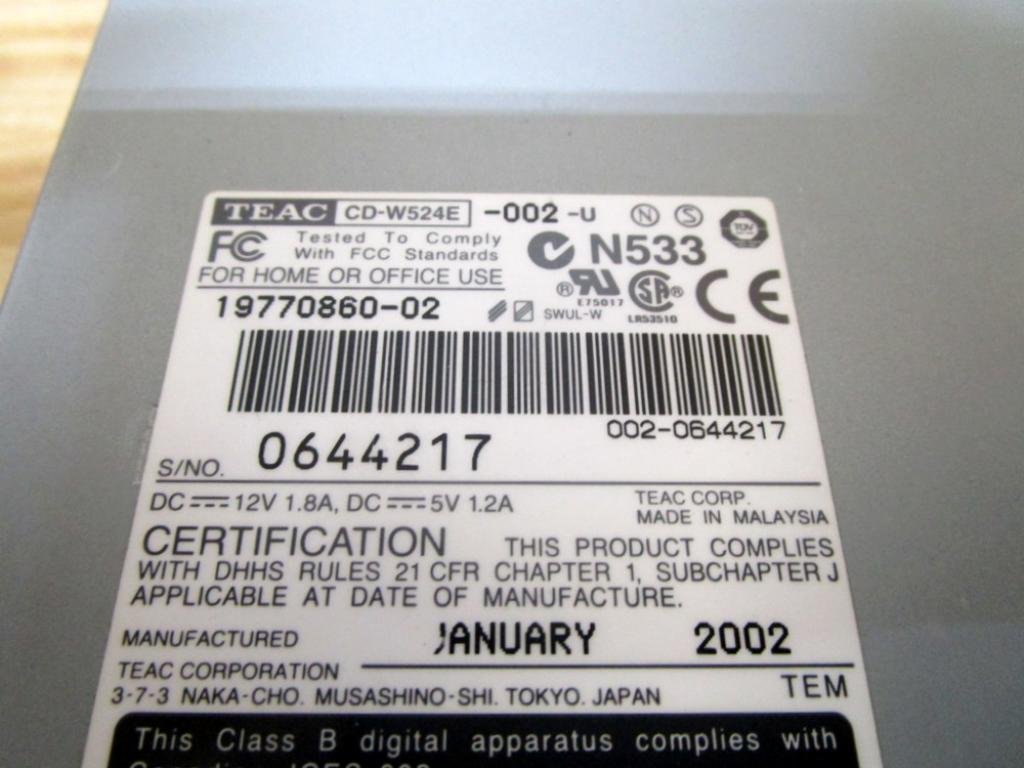 TEAC CD-W524E -002 -U N S
FC Tested To Comply
With FCC Standards
N533
TÜV
FOR HOME OR OFFICE USE
19770860-02
E75017
SWUL-W
SA
LR53510
CE
002-0644217
S/NO. 0644217
DC 12V 1.8A, DC 5V 1.2A
TEAC CORP.
MADE IN MALAYSIA
CERTIFICATION THIS PRODUCT COMPLIES
WITH DHHS RULES 21 CFR CHAPTER 1, SUBCHAPTER J
APPLICABLE AT DATE OF MANUFACTURE.
MANUFACTURED JANUARY 2002
TEAC CORPORATION
3-7-3 NAKA-CHO. MUSASHINO-SHI. TOKYO. JAPAN TEM
This Class B digital apparatus complies with